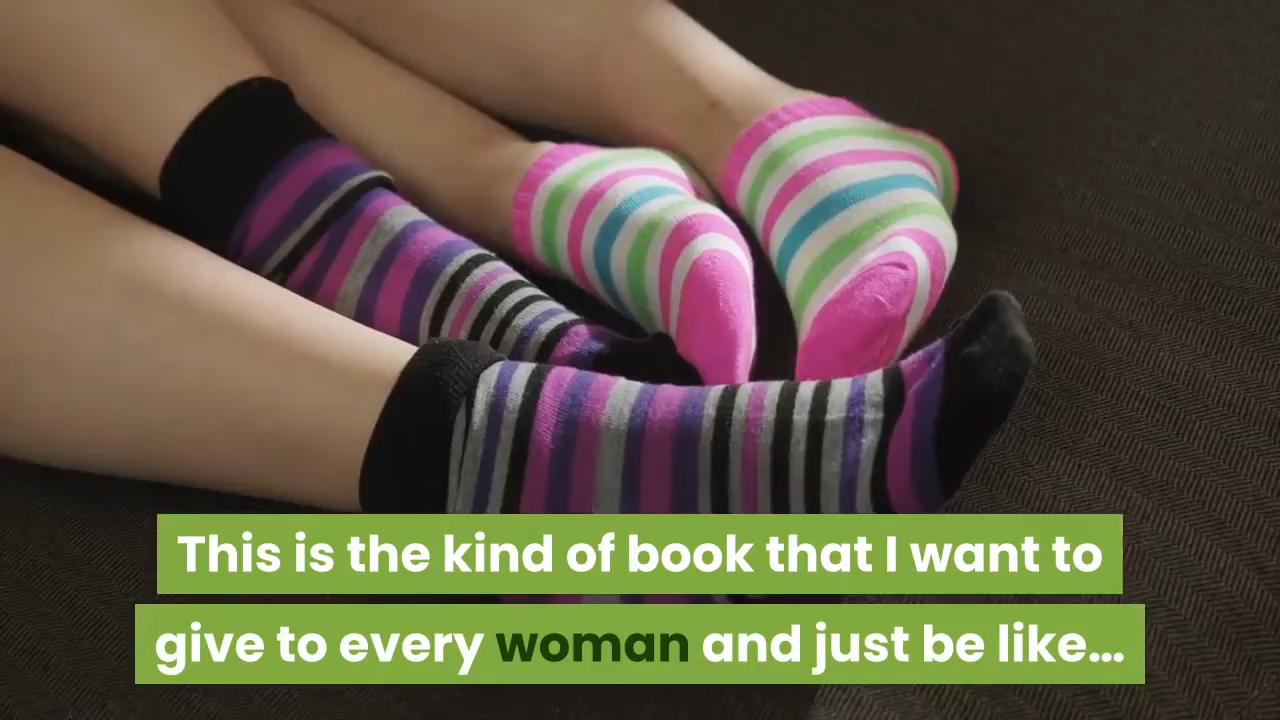 This is the kind of book that I want to
give to every woman and just be like...